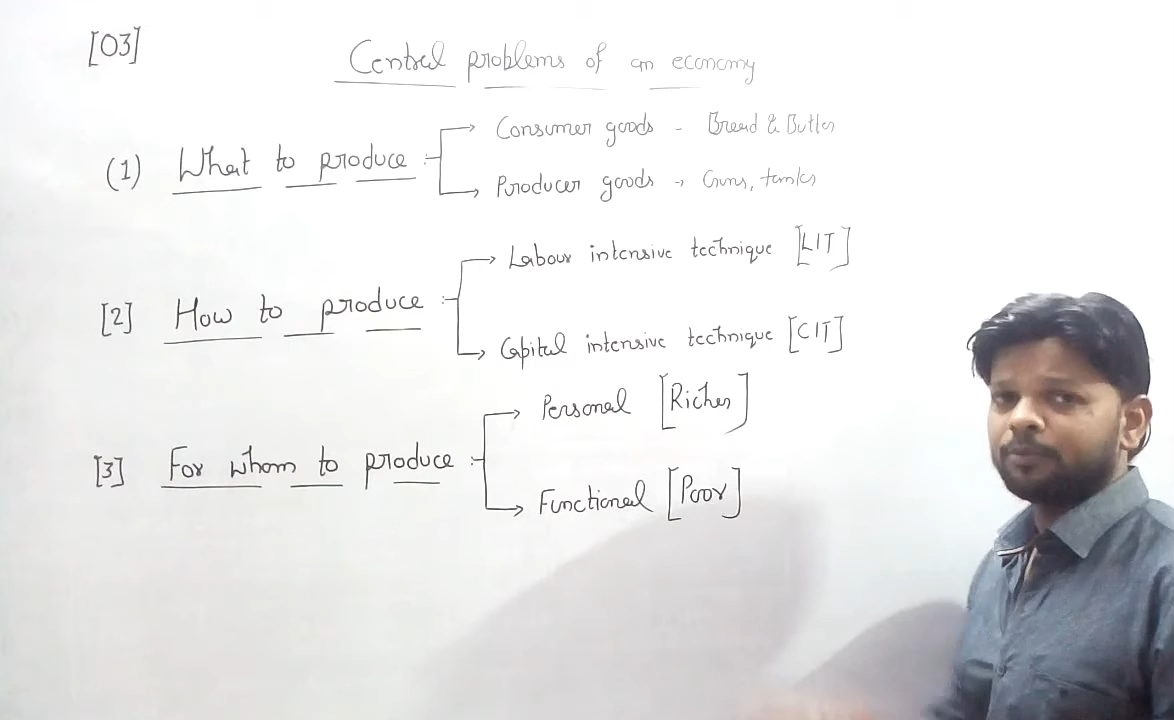 [03]
Central problems of an economy
(1) What to produce :-
Consumer goods - Bread & Butter
Producer goods → Guns, tanks
[2] How to produce :-
Labour intensive technique [LIT]
Capital intensive technique [CIT]
[3] For whom to produce :-
Personal [Riches]
Functional [Poor]